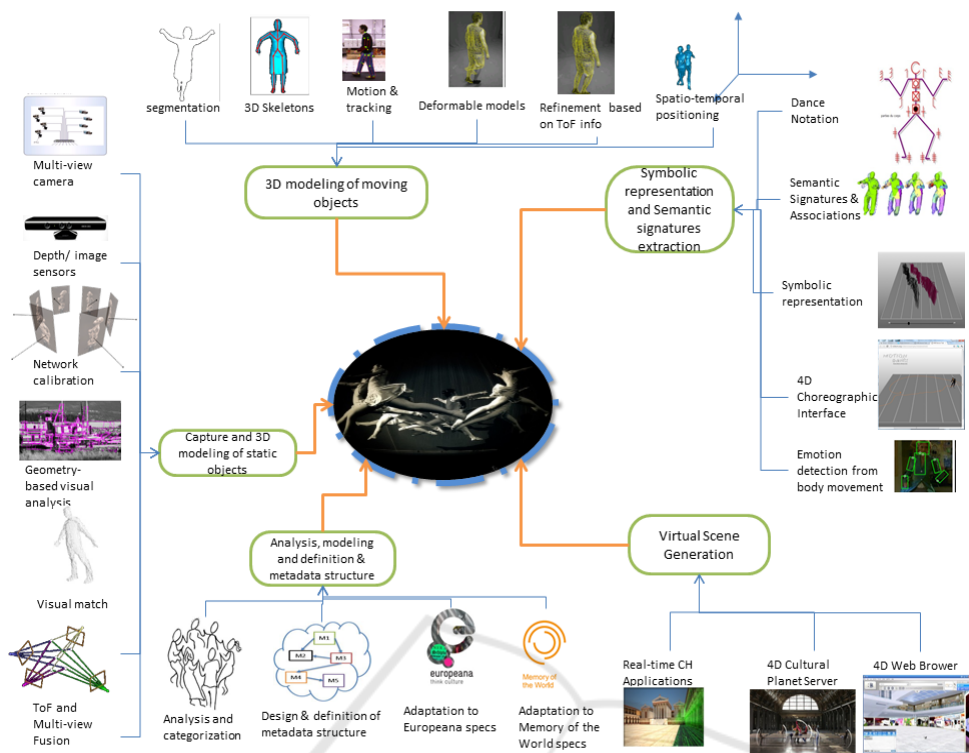 segmentation
3D Skeletons
Motion &
tracking
Deformable models
Refinement based
on ToF info
Spatio-temporal
positioning
Dance
Notation
Multi-view
camera
3D modeling of moving
objects
Symbolic
representation
and Semantic
signatures
extraction
Semantic
Signatures &
Associations
Depth/ image
sensors
Symbolic
representation
Network
calibration
4D
Choreographic
Interface
Capture and 3D
modeling of static
objects
Geometry-
based visual
analysis
Emotion
detection from
body movement
Analysis, modeling
and definition &
metadata structure
Virtual Scene
Generation
Visual match
M1
M2
M3
M4
M5
europeana
think culture
Memory of
the World
Real-time CH
Applications
4D Cultural
Planet Server
4D Web Brower
ToF and
Multi-view
Fusion
Analysis and
categorization
Design & definition of
metadata structure
Adaptation to
Europeana specs
Adaptation to
Memory of the
World specs